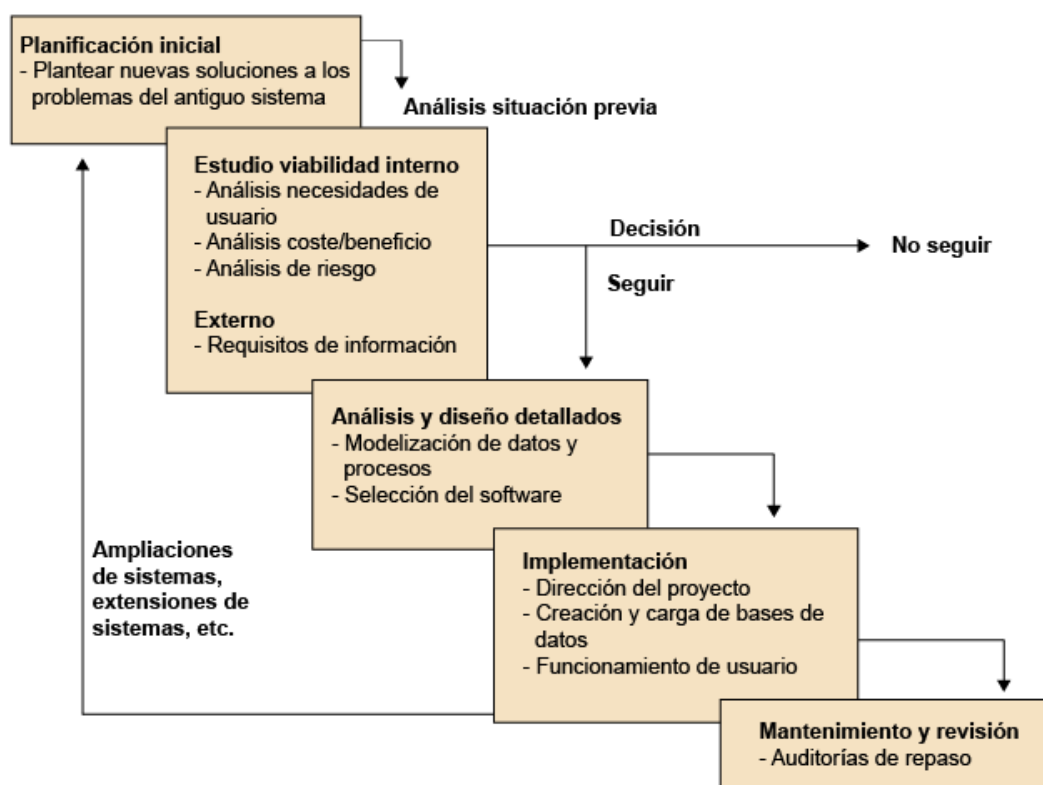 Planificación inicial
- Plantear nuevas soluciones a los
problemas del antiguo sistema
Análisis situación previa
Estudio viabilidad interno
- Análisis necesidades de
usuario
- Análisis coste/beneficio
- Análisis de riesgo
Externo
- Requisitos de información
Decisión
No seguir
Seguir
Análisis y diseño detallados
- Modelización de datos y
procesos
- Selección del software
Ampliaciones
de sistemas,
extensiones de
sistemas, etc.
Implementación
- Dirección del proyecto
- Creación y carga de bases de
datos
- Funcionamiento de usuario
Mantenimiento y revisión
- Auditorías de repaso